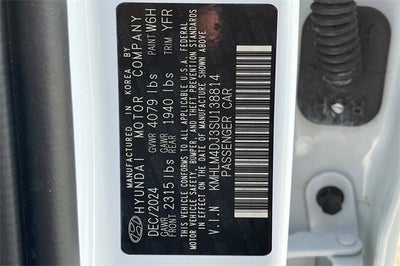 MANUFACTURED IN KOREA BY
HYUNDAI MOTOR COMPANY
DEC/2024 GVWR 4079 lbs PAINT W6H
GAWR FRONT 2315 lbs GAWR REAR 1940 lbs TRIM YFR
THIS VEHICLE CONFORMS TO ALL APPLICABLE U.S.A. FEDERAL
MOTOR VEHICLE SAFETY, BUMPER, AND THEFT PREVENTION STANDARDS
IN EFFECT ON THE DATE OF MANUFACTURE SHOWN ABOVE.
V.I.N KMHLM4DJ3SU138814
PASSENGER CAR